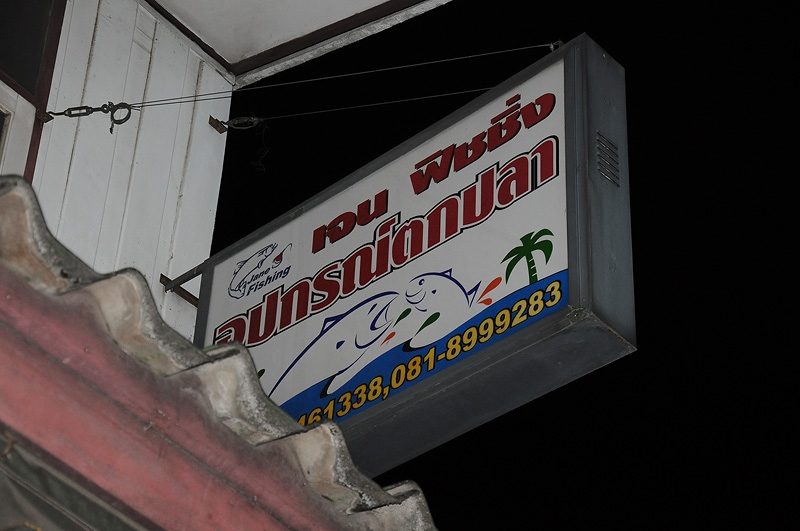 เจน ฟิชชิ่ง
Jane
Fishing
อุปกรณ์ตกปลา
461338,081-8999283